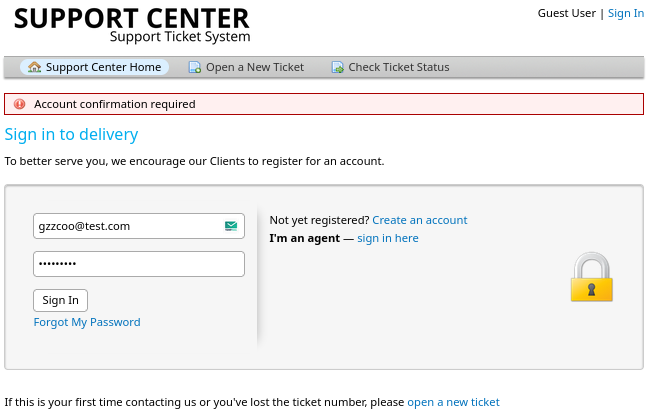 SUPPORT CENTER
Support Ticket System
Guest User | Sign In
Support Center Home Open a New Ticket Check Ticket Status
Account confirmation required
Sign in to delivery
To better serve you, we encourage our Clients to register for an account.
gzzcoo@test.com
•••••••••
Sign In
Forgot My Password
Not yet registered? Create an account
I'm an agent — sign in here
If this is your first time contacting us or you've lost the ticket number, please open a new ticket